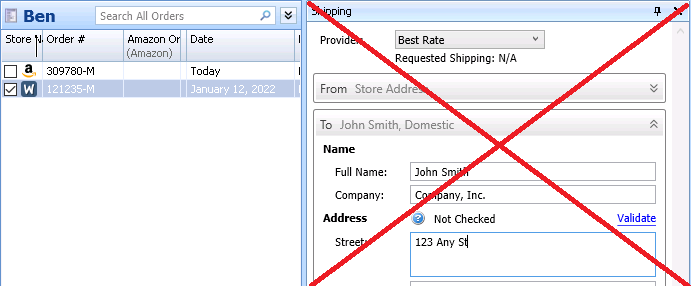 Ben
Search All Orders
Store N
Order #
Amazon Or
(Amazon)
Date
309780-M
Today
121235-M
January 12, 2022
Shipping
Provider:
Best Rate
Requested Shipping: N/A
From Store Address
To John Smith, Domestic
Name
Full Name:
John Smith
Company:
Company, Inc.
Address
Not Checked
Validate
Street:
123 Any St